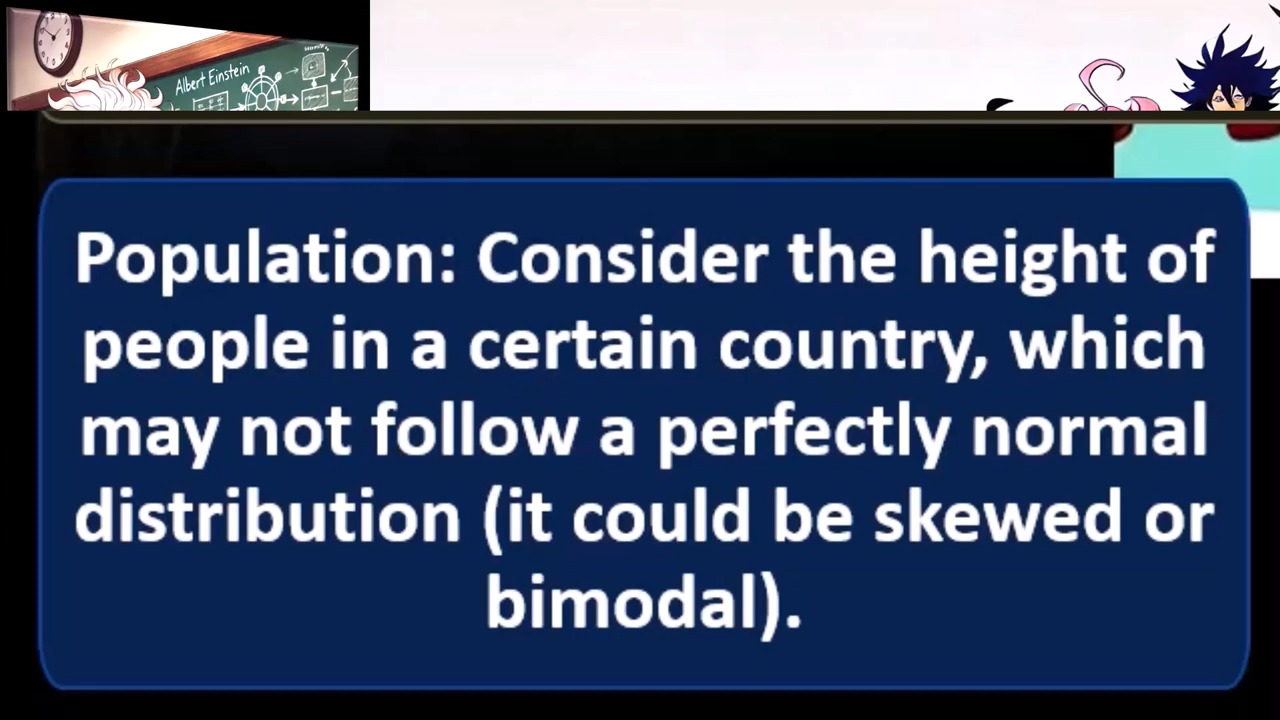 Albert Einstein
Population: Consider the height of
people in a certain country, which
may not follow a perfectly normal
distribution (it could be skewed or
bimodal).